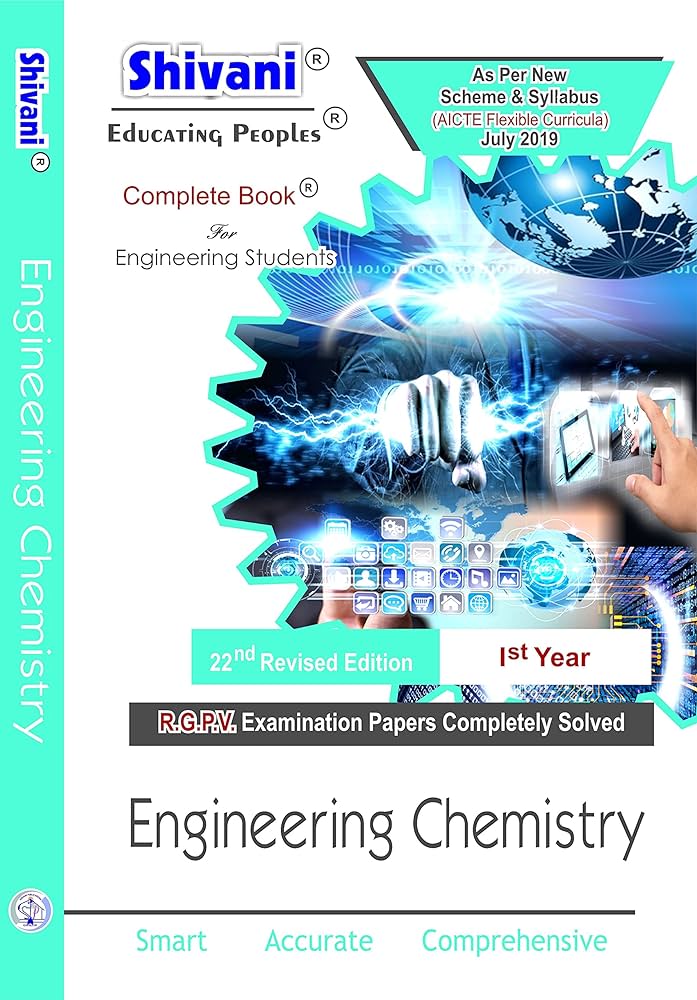 Shivani ®
Engineering Chemistry
Shivani ®
EDUCATING PEOPLES ®
Complete Book ®
For
Engineering Students
As Per New
Scheme & Syllabus
(AICTE Flexible Curricula)
July 2019
22nd Revised Edition
Ist Year
R.G.P.V. Examination Papers Completely Solved
Engineering Chemistry
Smart Accurate Comprehensive